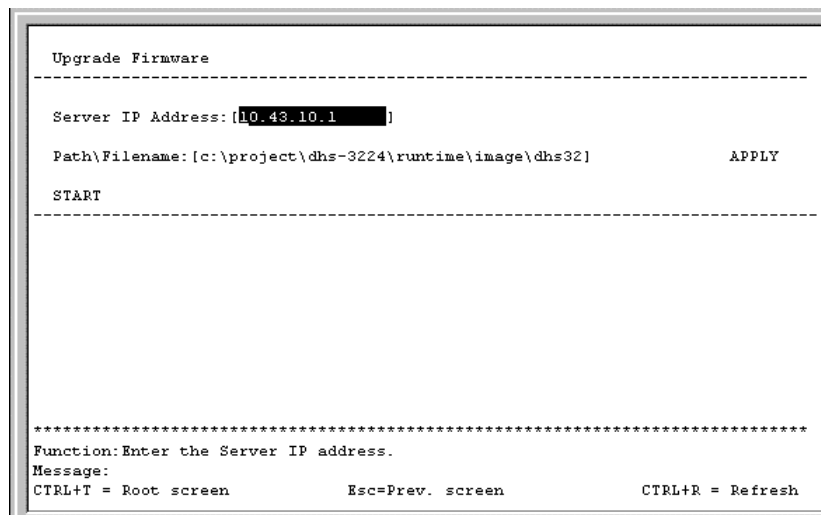 Upgrade Firmware
--------------------------------------------------------------------------------
Server IP Address:[10.43.10.1      ]
Path\Filename:[c:\project\dhs-3224\runtime\image\dhs32] APPLY
START
--------------------------------------------------------------------------------
********************************************************************************
Function:Enter the Server IP address.
Message:
CTRL+T = Root screen Esc=Prev. screen CTRL+R = Refresh